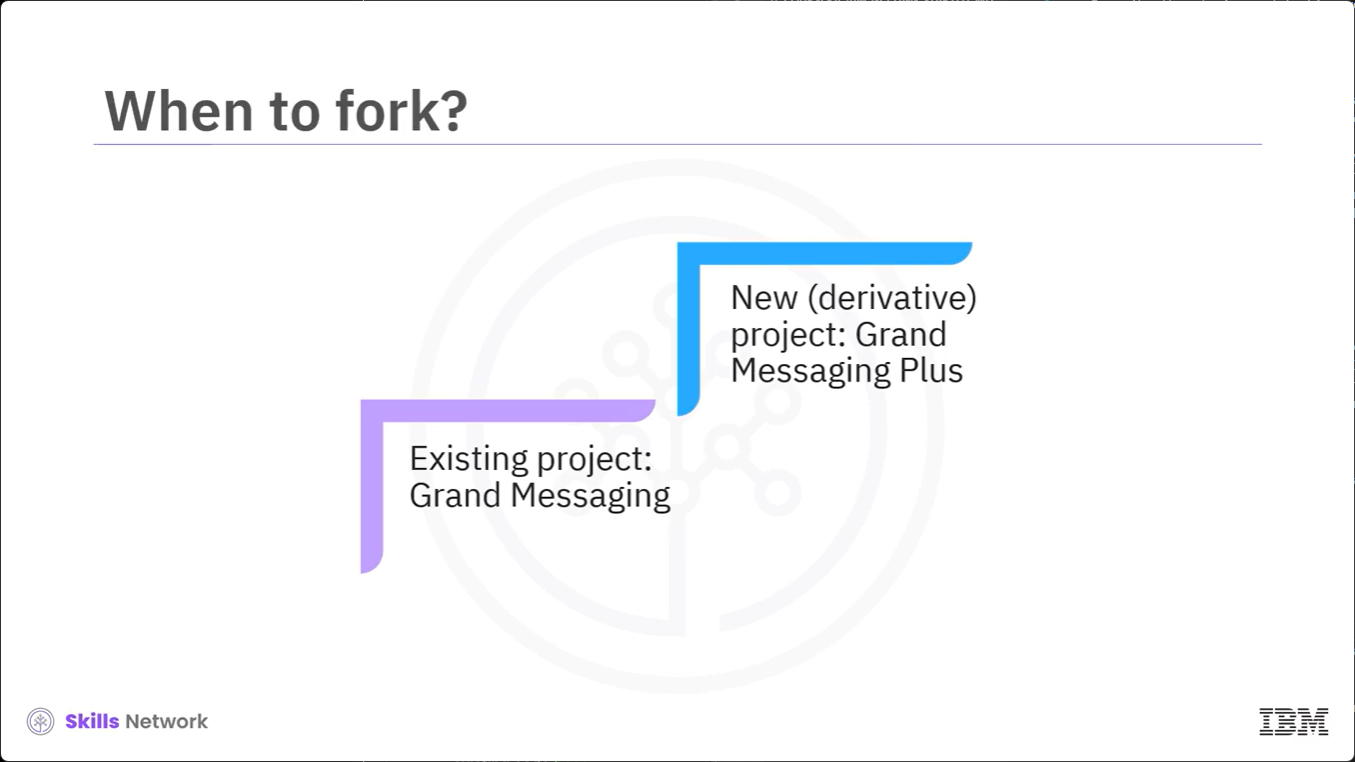 When to fork?
New (derivative)
project: Grand
Messaging Plus
Existing project:
Grand Messaging
Skills Network
IBM